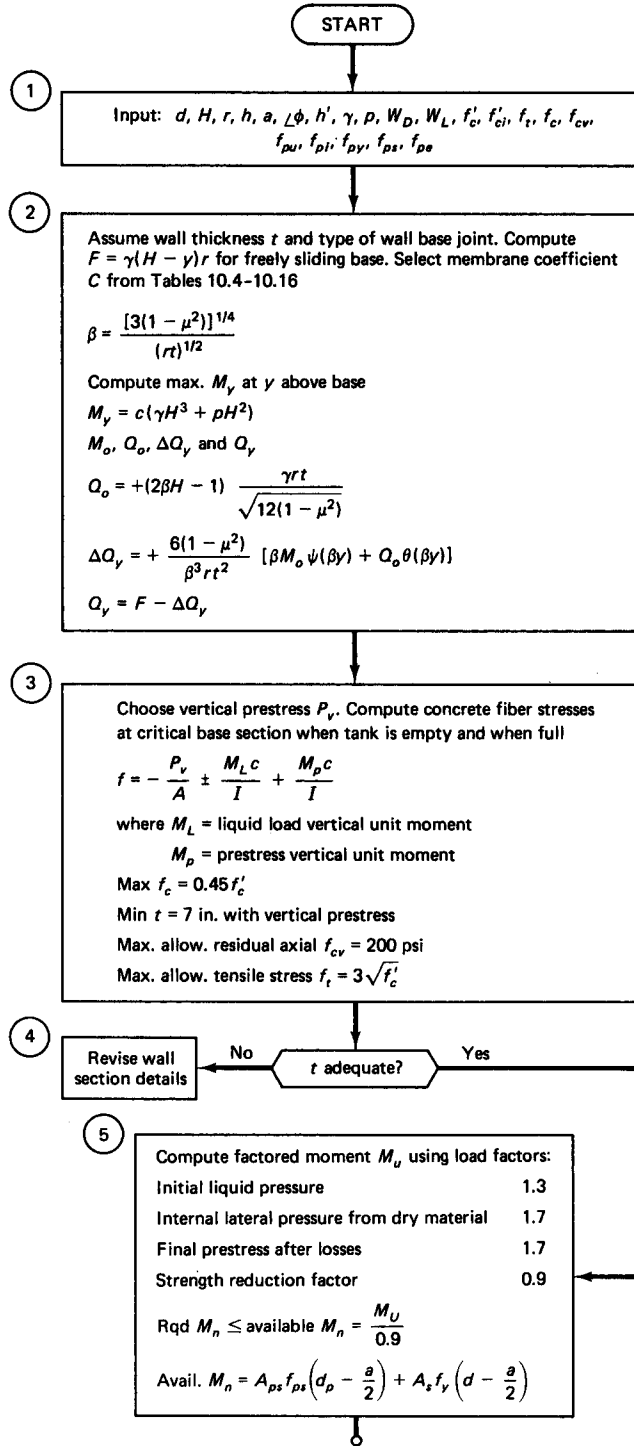 START
1
Input: d, H, r, h, a, ∠ϕ, h′, γ, p, W_D, W_L, f′_c, f′_ci, f_t, f_c, f_cv,
f_pu, f_pi, f_py, f_ps, f_pe
2
Assume wall thickness t and type of wall base joint. Compute
F = γ(H − y)r for freely sliding base. Select membrane coefficient
C from Tables 10.4–10.16
β = [3(1 − μ²)]^1/4 / (rt)^1/2
Compute max. M_y at y above base
M_y = c(γH³ + pH²)
M_o, Q_o, ΔQ_y and Q_y
Q_o = +(2βH − 1) γrt / √12(1 − μ²)
ΔQ_y = + 6(1 − μ²) / β³rt² [βM_o ψ(βy) + Q_o θ(βy)]
Q_y = F − ΔQ_y
3
Choose vertical prestress P_v. Compute concrete fiber stresses
at critical base section when tank is empty and when full
f = − P_v / A ± M_L c / I + M_p c / I
where M_L = liquid load vertical unit moment
M_p = prestress vertical unit moment
Max f_c = 0.45f′_c
Min t = 7 in. with vertical prestress
Max. allow. residual axial f_cv = 200 psi
Max. allow. tensile stress f_t = 3√f′_c
4
Revise wall
section details
No
t adequate?
Yes
5
Compute factored moment M_u using load factors:
Initial liquid pressure 1.3
Internal lateral pressure from dry material 1.7
Final prestress after losses 1.7
Strength reduction factor 0.9
Rqd M_n ≤ available M_n = M_U / 0.9
Avail. M_n = A_ps f_ps (d_p − a/2) + A_s f_y (d − a/2)